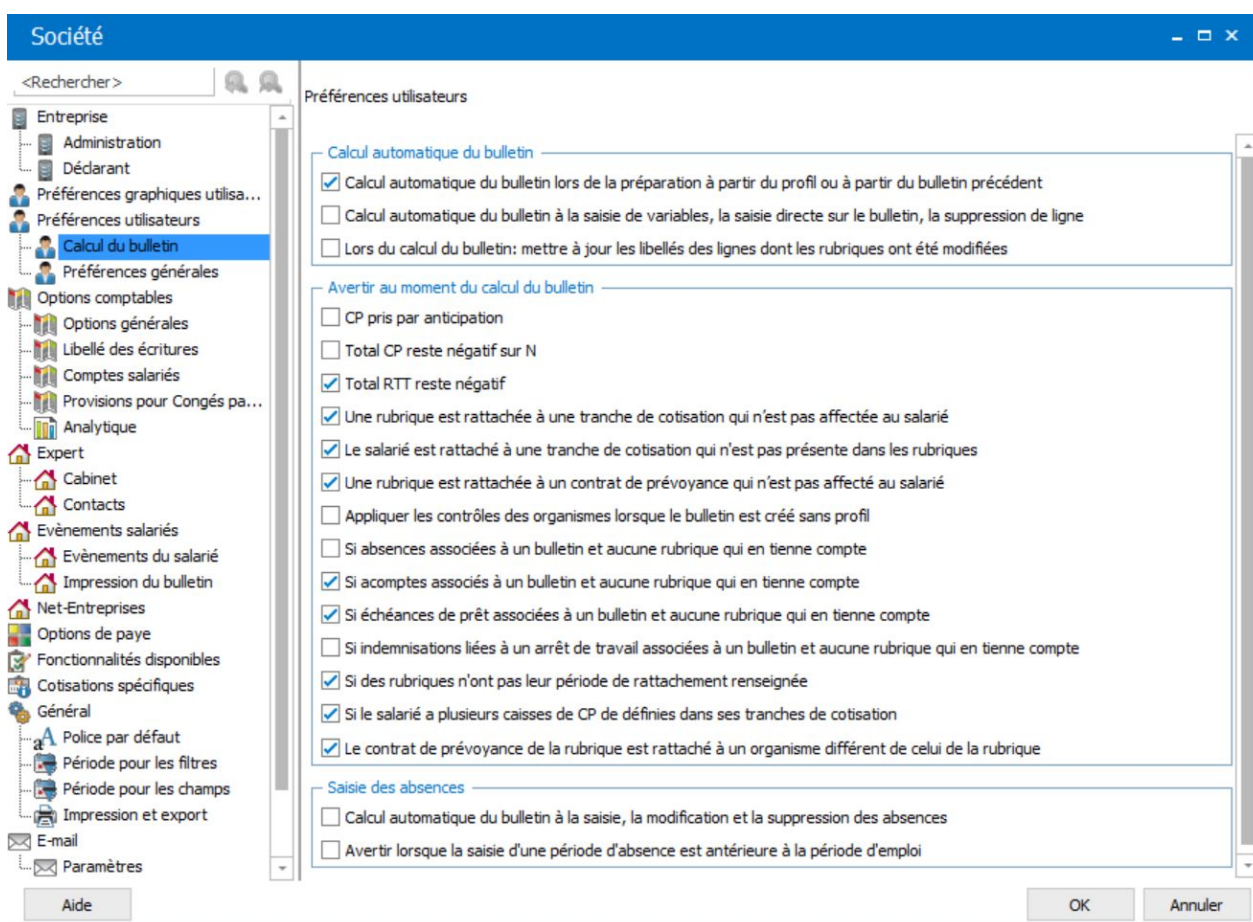 Société
<Rechercher>
Entreprise
Administration
Déclarant
Préférences graphiques utilisa...
Préférences utilisateurs
Calcul du bulletin
Préférences générales
Options comptables
Options générales
Libellé des écritures
Comptes salariés
Provisions pour Congés pa...
Analytique
Expert
Cabinet
Contacts
Evènements salariés
Evènements du salarié
Impression du bulletin
Net-Entreprises
Options de paye
Fonctionnalités disponibles
Cotisations spécifiques
Général
Police par défaut
Période pour les filtres
Période pour les champs
Impression et export
E-mail
Paramètres
Préférences utilisateurs
Calcul automatique du bulletin
Calcul automatique du bulletin lors de la préparation à partir du profil ou à partir du bulletin précédent
Calcul automatique du bulletin à la saisie de variables, la saisie directe sur le bulletin, la suppression de ligne
Lors du calcul du bulletin: mettre à jour les libellés des lignes dont les rubriques ont été modifiées
Avertir au moment du calcul du bulletin
CP pris par anticipation
Total CP reste négatif sur N
Total RTT reste négatif
Une rubrique est rattachée à une tranche de cotisation qui n’est pas affectée au salarié
Le salarié est rattaché à une tranche de cotisation qui n'est pas présente dans les rubriques
Une rubrique est rattachée à un contrat de prévoyance qui n’est pas affecté au salarié
Appliquer les contrôles des organismes lorsque le bulletin est créé sans profil
Si absences associées à un bulletin et aucune rubrique qui en tienne compte
Si acomptes associés à un bulletin et aucune rubrique qui en tienne compte
Si échéances de prêt associées à un bulletin et aucune rubrique qui en tienne compte
Si indemnisations liées à un arrêt de travail associées à un bulletin et aucune rubrique qui en tienne compte
Si des rubriques n'ont pas leur période de rattachement renseignée
Si le salarié a plusieurs caisses de CP de définies dans ses tranches de cotisation
Le contrat de prévoyance de la rubrique est rattaché à un organisme différent de celui de la rubrique
Saisie des absences
Calcul automatique du bulletin à la saisie, la modification et la suppression des absences
Avertir lorsque la saisie d'une période d'absence est antérieure à la période d'emploi
Aide
OK
Annuler